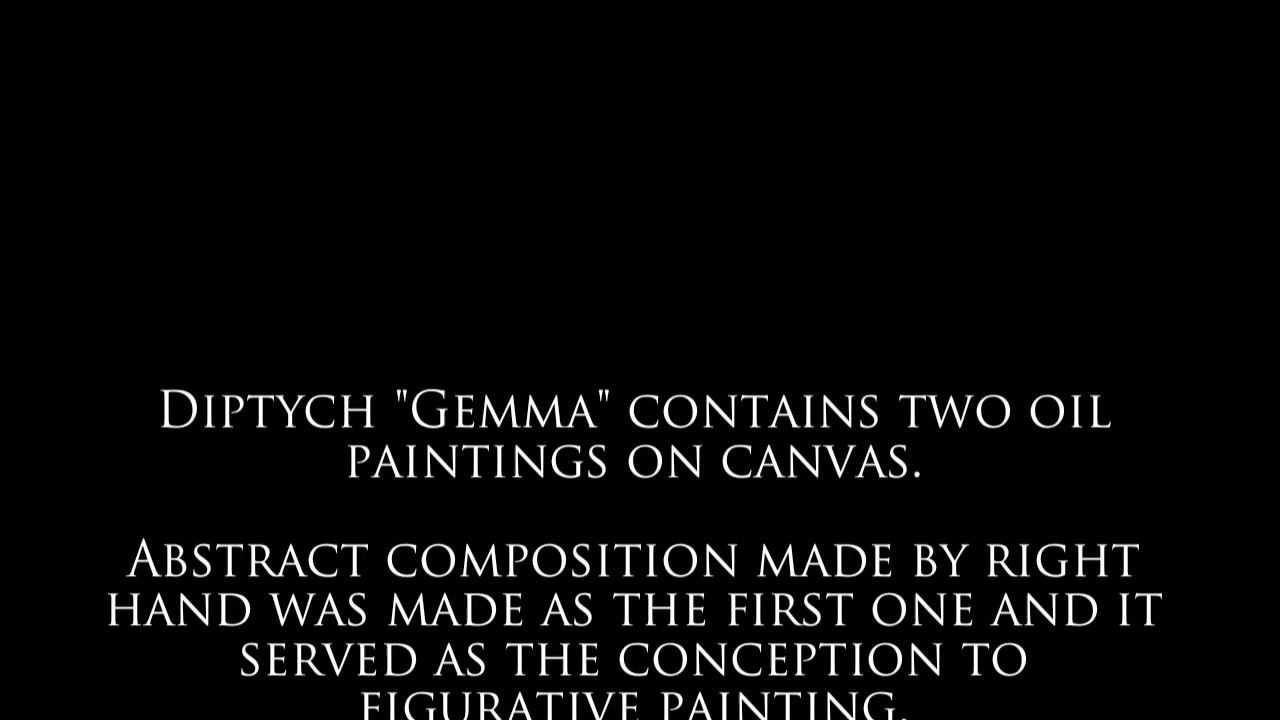 Diptych "Gemma" contains two oil
paintings on canvas.
Abstract composition made by right
hand was made as the first one and it
served as the conception to
figurative painting.